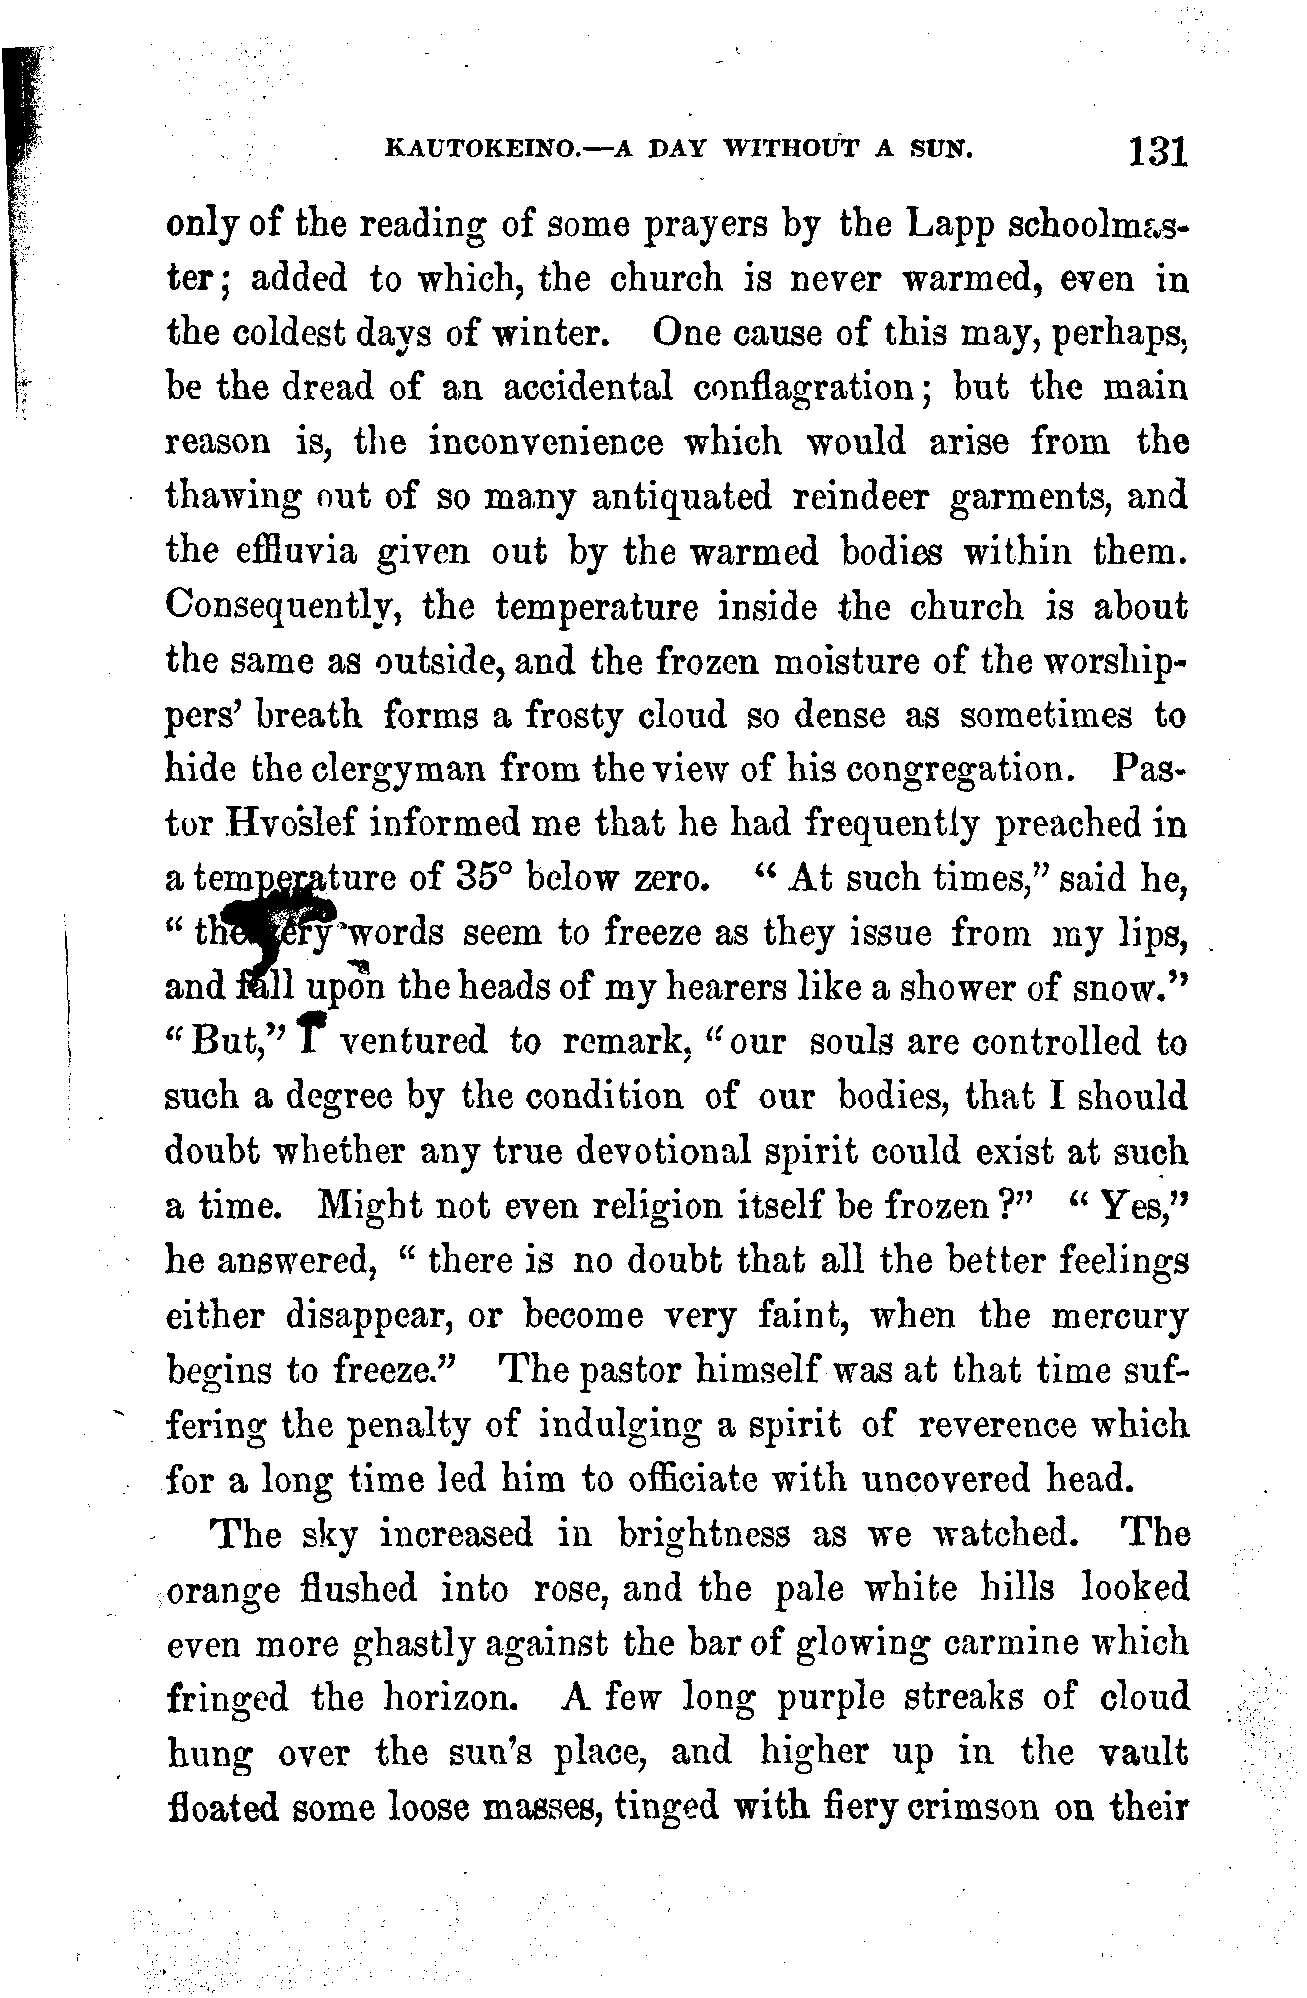 KAUTOKEINO.—A DAY WITHOUT A SUN. 131
only of the reading of some prayers by the Lapp schoolmas-
ter; added to which, the church is never warmed, even in
the coldest days of winter. One cause of this may, perhaps,
be the dread of an accidental conflagration; but the main
reason is, the inconvenience which would arise from the
thawing out of so many antiquated reindeer garments, and
the effluvia given out by the warmed bodies within them.
Consequently, the temperature inside the church is about
the same as outside, and the frozen moisture of the worship-
pers' breath forms a frosty cloud so dense as sometimes to
hide the clergyman from the view of his congregation. Pas-
tor Hvoslef informed me that he had frequently preached in
a temperature of 35° below zero. "At such times," said he,
"the very words seem to freeze as they issue from my lips,
and fall upon the heads of my hearers like a shower of snow."
"But," I ventured to remark, "our souls are controlled to
such a degree by the condition of our bodies, that I should
doubt whether any true devotional spirit could exist at such
a time. Might not even religion itself be frozen?" "Yes,"
he answered, "there is no doubt that all the better feelings
either disappear, or become very faint, when the mercury
begins to freeze." The pastor himself was at that time suf-
fering the penalty of indulging a spirit of reverence which
for a long time led him to officiate with uncovered head.
The sky increased in brightness as we watched. The
orange flushed into rose, and the pale white hills looked
even more ghastly against the bar of glowing carmine which
fringed the horizon. A few long purple streaks of cloud
hung over the sun's place, and higher up in the vault
floated some loose masses, tinged with fiery crimson on their